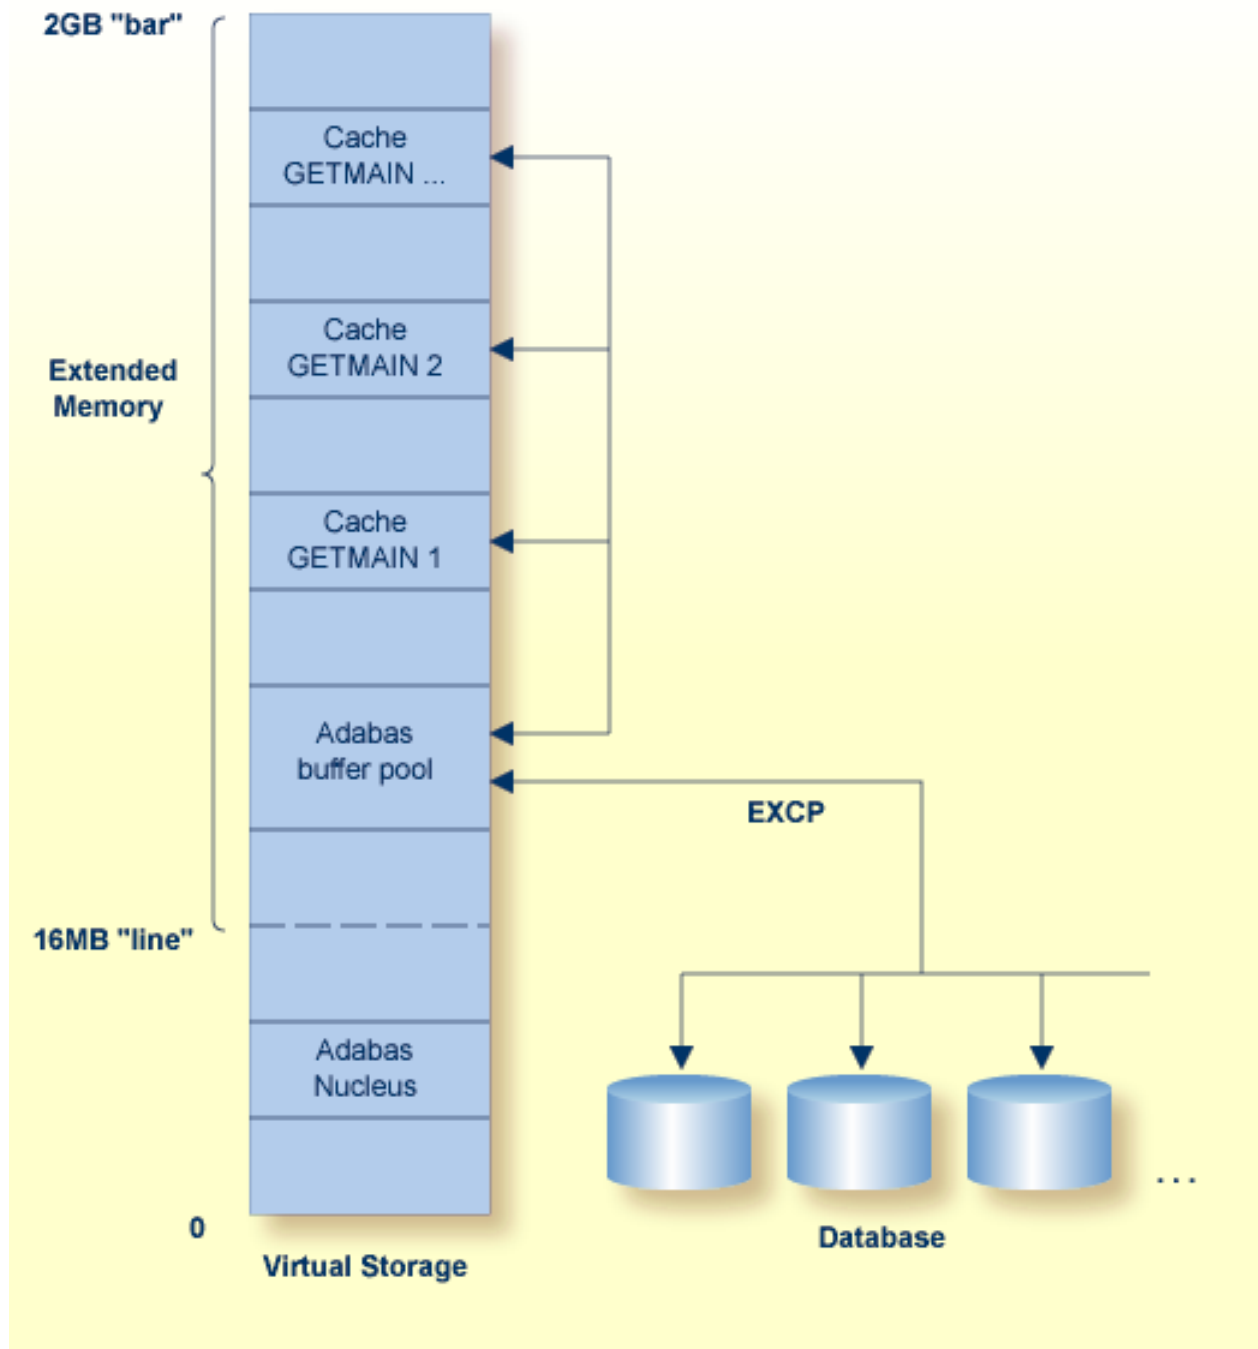 2GB "bar"
Cache
GETMAIN ...
Cache
GETMAIN 2
Extended
Memory
Cache
GETMAIN 1
Adabas
buffer pool
EXCP
16MB "line"
Adabas
Nucleus
...
0
Database
Virtual Storage